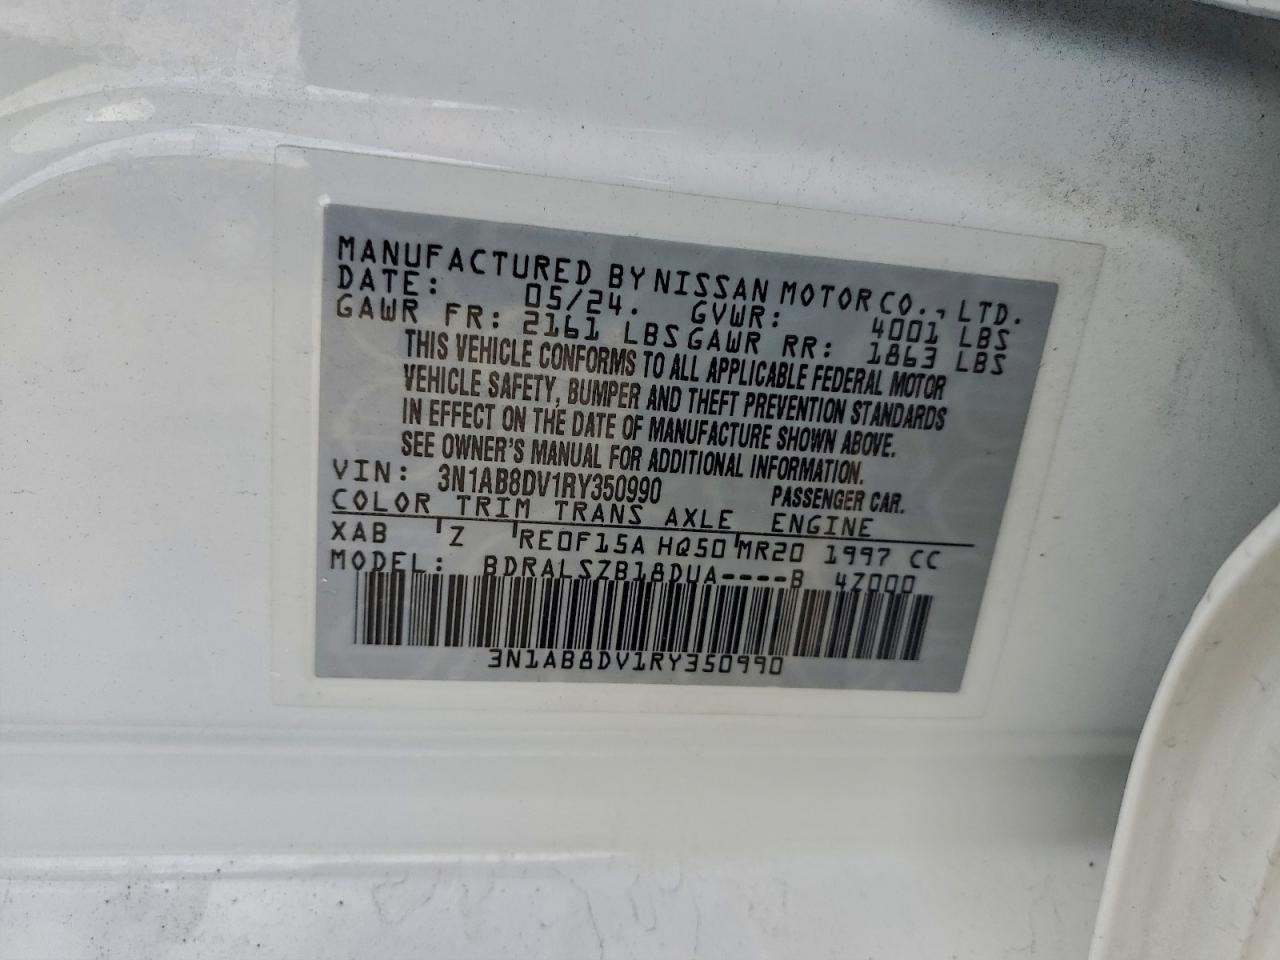 MANUFACTURED BY NISSAN MOTOR CO., LTD.
DATE: 05/24. GVWR: 4001 LBS
GAWR FR: 2161 LBS GAWR RR: 1863 LBS
THIS VEHICLE CONFORMS TO ALL APPLICABLE FEDERAL MOTOR
VEHICLE SAFETY, BUMPER AND THEFT PREVENTION STANDARDS
IN EFFECT ON THE DATE OF MANUFACTURE SHOWN ABOVE.
SEE OWNER'S MANUAL FOR ADDITIONAL INFORMATION.
VIN: 3N1AB8DV1RY350990 PASSENGER CAR.
COLOR TRIM TRANS AXLE ENGINE
XAB Z RE0F15A HQ50 MR20 1997 CC
MODEL: BDRALSZB18DUA----B 4Z000
3N1AB8DV1RY350990